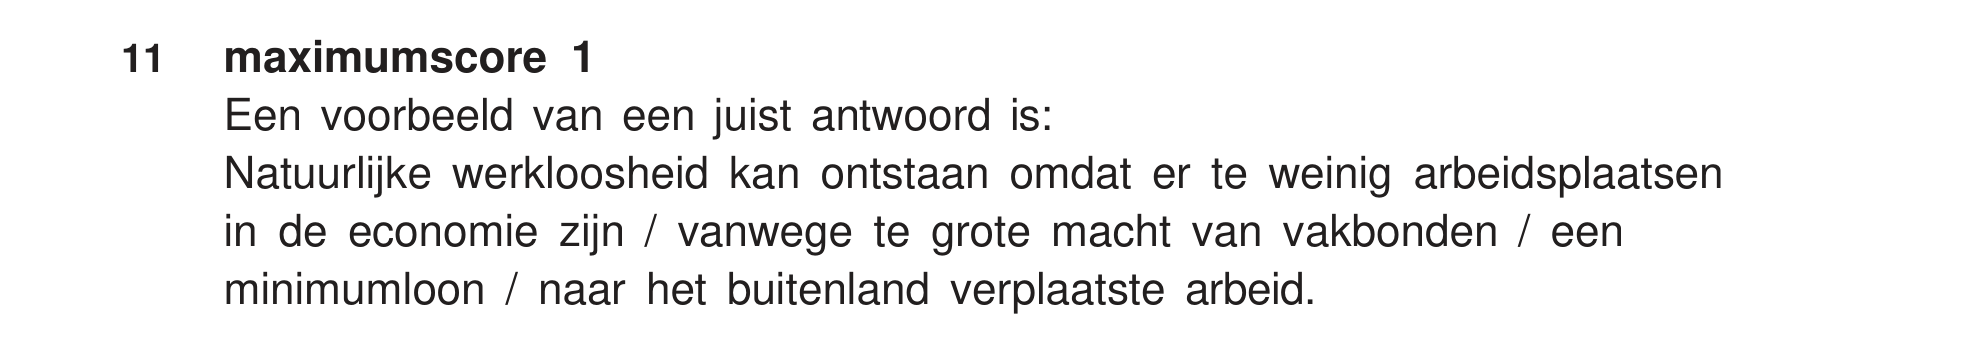 11 maximumscore 1
Een voorbeeld van een juist antwoord is:
Natuurlijke werkloosheid kan ontstaan omdat er te weinig arbeidsplaatsen
in de economie zijn / vanwege te grote macht van vakbonden / een
minimumloon / naar het buitenland verplaatste arbeid.